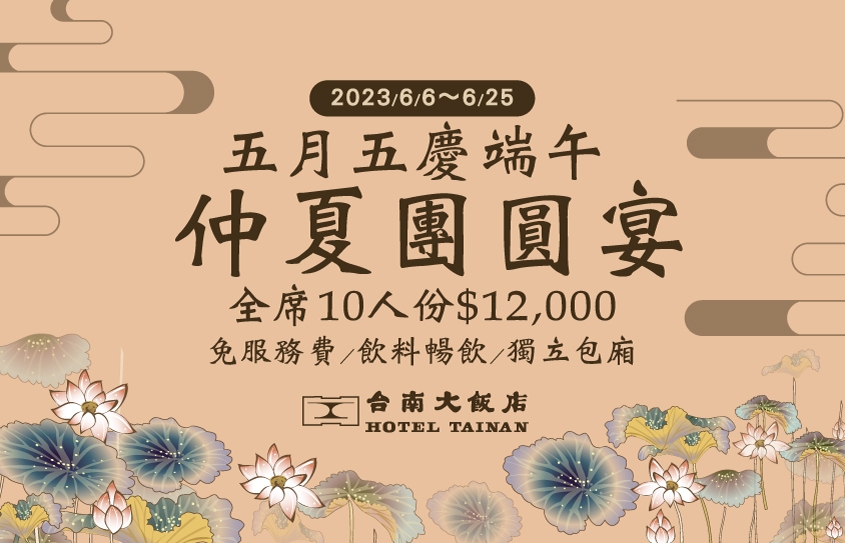 2023/6/6～6/25
五月五慶端午
仲夏團圓宴
全席10人份$12,000
免服務費/飲料暢飲/獨立包廂
台南大飯店
HOTEL TAINAN